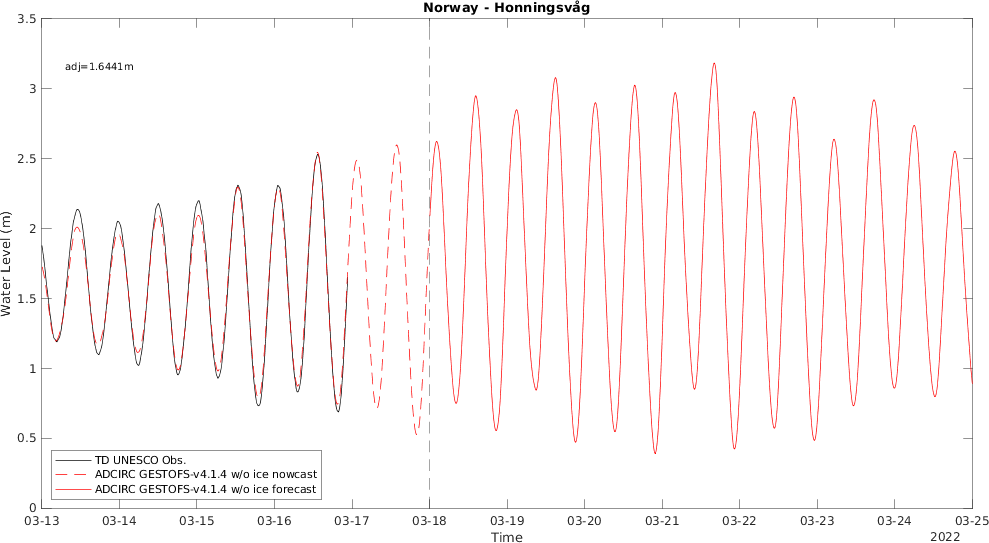 Norway - Honningsvåg
3.5
adj=1.6441m
3
2.5
2
Water Level (m)
1.5
1
0.5
TD UNESCO Obs.
ADCIRC GESTOFS-v4.1.4 w/o ice nowcast
ADCIRC GESTOFS-v4.1.4 w/o ice forecast
0
03-13 03-14 03-15 03-16 03-17 03-18 03-19 03-20 03-21 03-22 03-23 03-24 03-25
Time
2022